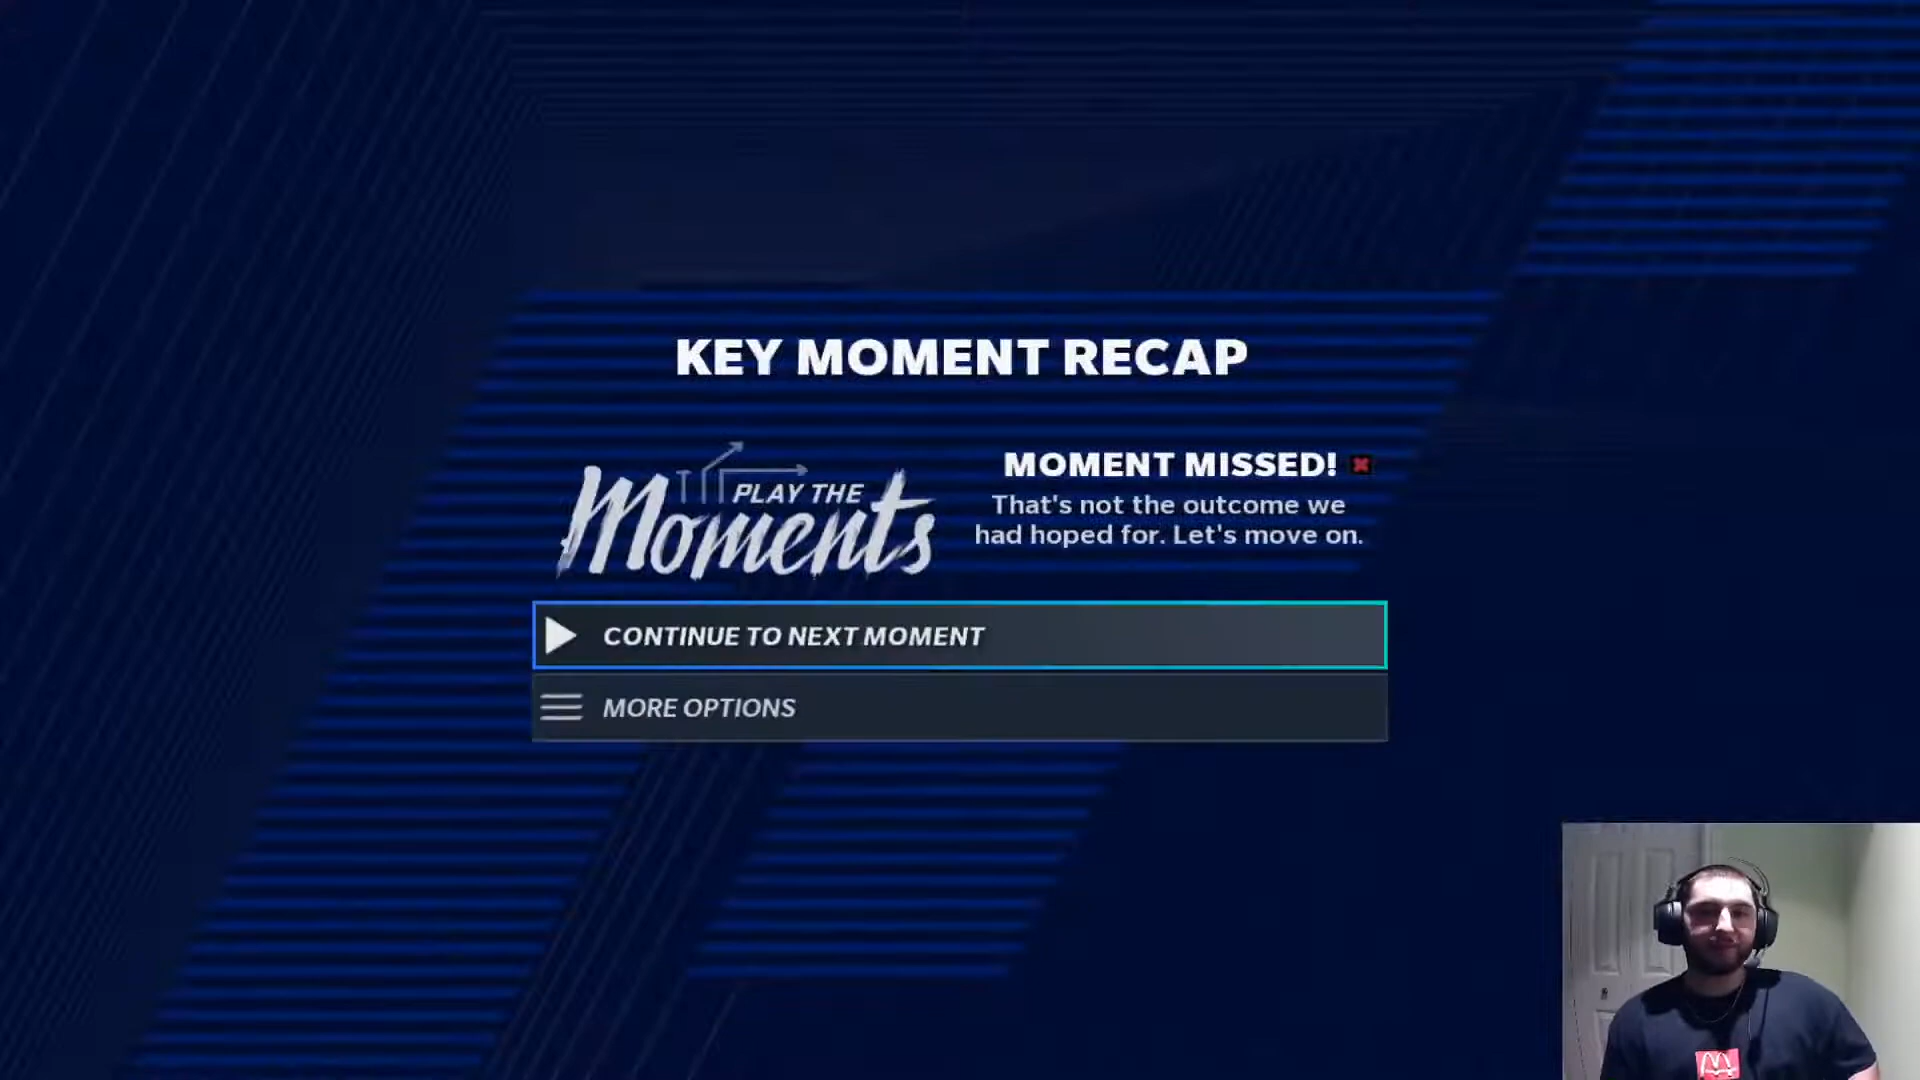 KEY MOMENT RECAP
PLAY THE
Moments
MOMENT MISSED!
That's not the outcome we
had hoped for. Let's move on.
CONTINUE TO NEXT MOMENT
MORE OPTIONS